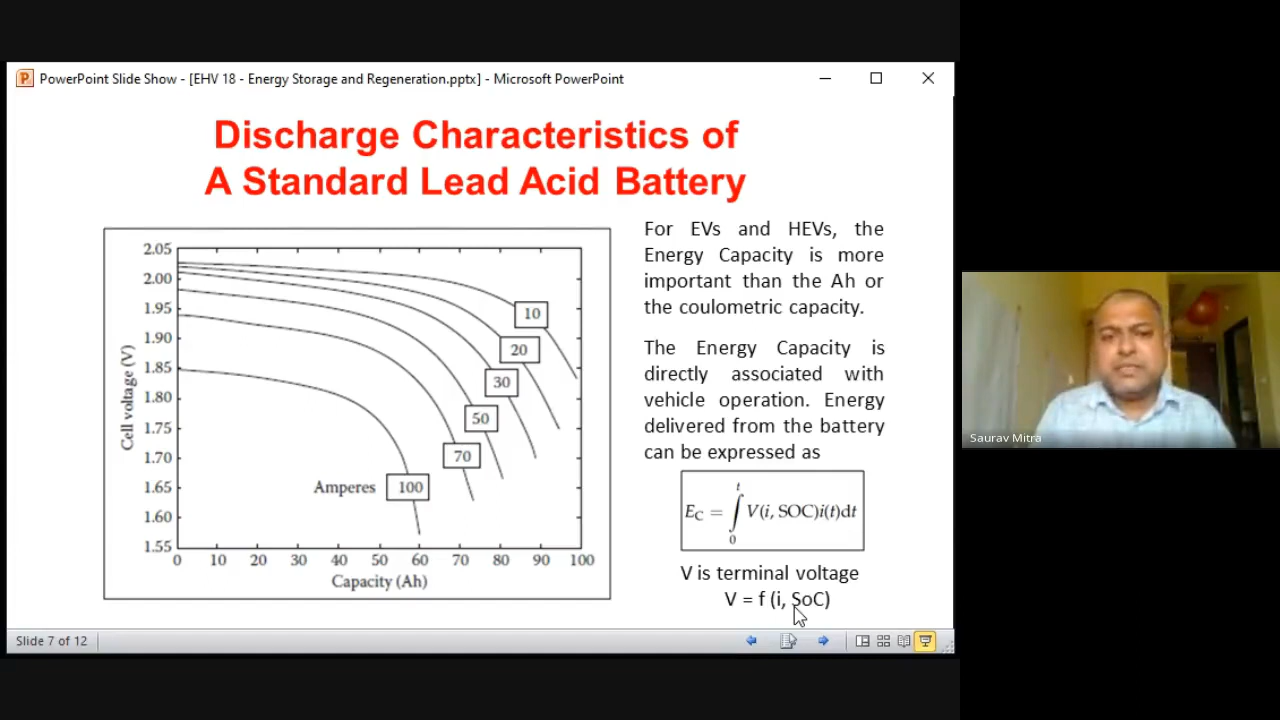 PowerPoint Slide Show - [EHV 18 - Energy Storage and Regeneration.pptx] - Microsoft PowerPoint
Discharge Characteristics of
A Standard Lead Acid Battery
2.05
2.00
1.95
1.90
1.85
1.80
1.75
1.70
1.65
1.60
1.55
Cell voltage (V)
10
20
30
50
70
Amperes 100
0 10 20 30 40 50 60 70 80 90 100
Capacity (Ah)
For EVs and HEVs, the
Energy Capacity is more
important than the Ah or
the coulometric capacity.
The Energy Capacity is
directly associated with
vehicle operation. Energy
delivered from the battery
can be expressed as
E_C = ∫₀ᵗ V(i, SOC)i(t)dt
V is terminal voltage
V = f (i, SoC)
Saurav Mitra
Slide 7 of 12